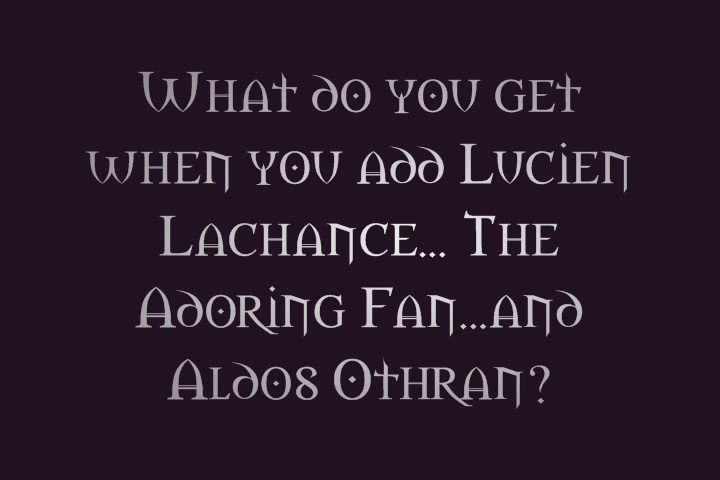 What do you get
when you add Lucien
Lachance... The
Adoring Fan...and
Aldos Othran?